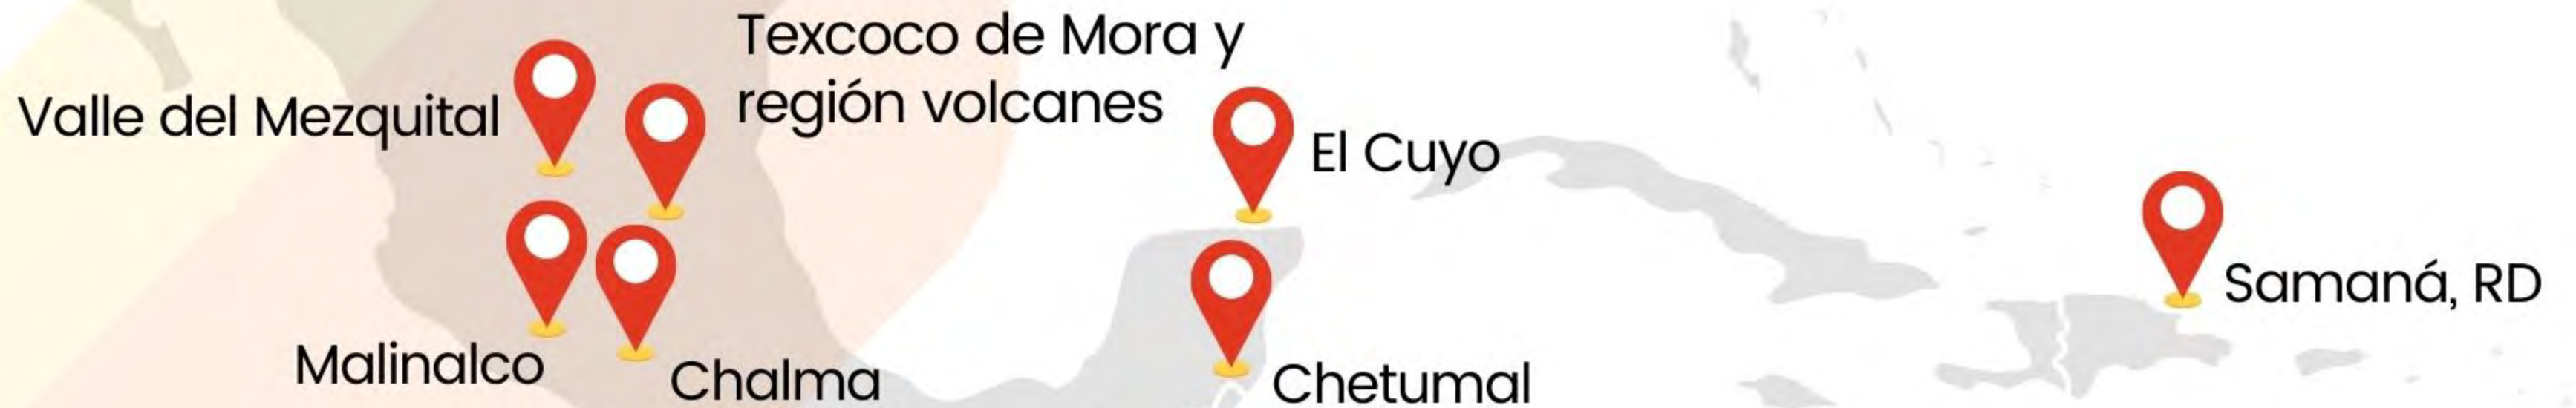 Texcoco de Mora y
región volcanes
Valle del Mezquital
El Cuyo
Samaná, RD
Malinalco
Chalma
Chetumal